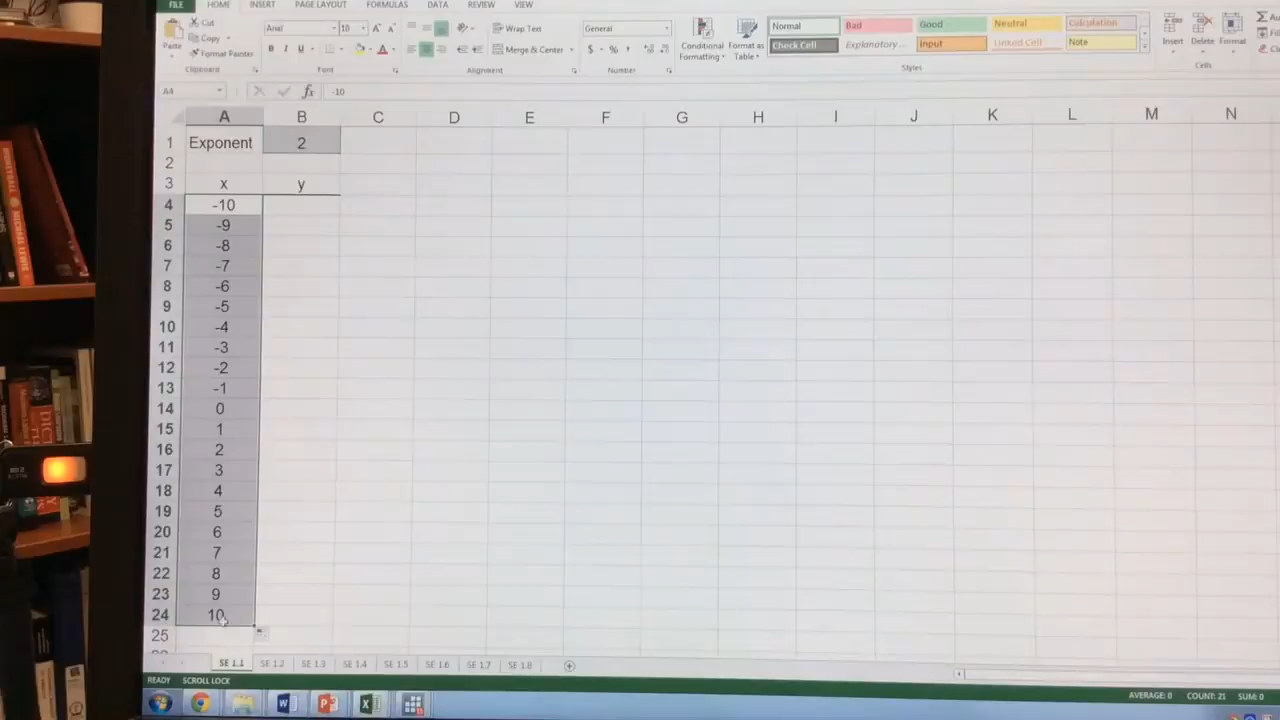 FILE HOME INSERT PAGE LAYOUT FORMULAS DATA REVIEW VIEW
Cut
Copy
Format Painter
Paste
Clipboard
Arial 10 A A
B I U A
Font
Wrap Text
Merge & Center
Alignment
General
$ % ,
Number
Conditional Formatting
Format as Table
Normal Bad Good Neutral Calculation
Check Cell Explanatory... Input Linked Cell Note
Styles
Insert Delete Format
Cells
A4 fx -10
A B C D E F G H I J K L M N
1 Exponent 2
2
3 x y
4 -10
5 -9
6 -8
7 -7
8 -6
9 -5
10 -4
11 -3
12 -2
13 -1
14 0
15 1
16 2
17 3
18 4
19 5
20 6
21 7
22 8
23 9
24 10
25
SE 1.1 SE 1.2 SE 1.3 SE 1.4 SE 1.5 SE 1.6 SE 1.7 SE 1.8
READY SCROLL LOCK AVERAGE: 0 COUNT: 21 SUM: 0
MONEYBALL MICHAEL LEWIS